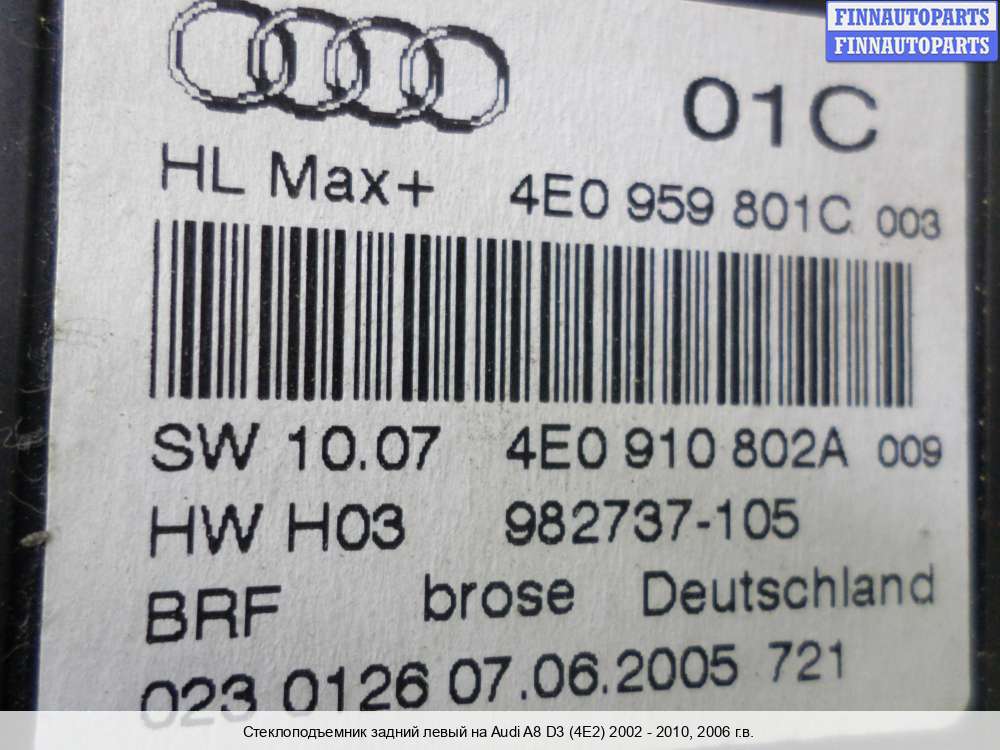 FINNAUTOPARTS
FINNAUTOPARTS
01C
HL Max+ 4E0 959 801C 003
SW 10.07 4E0 910 802A 009
HW H03 982737-105
BRF brose Deutschland
023 0126 07.06.2005 721
Стеклоподъемник задний левый на Audi A8 D3 (4E2) 2002 - 2010, 2006 г.в.